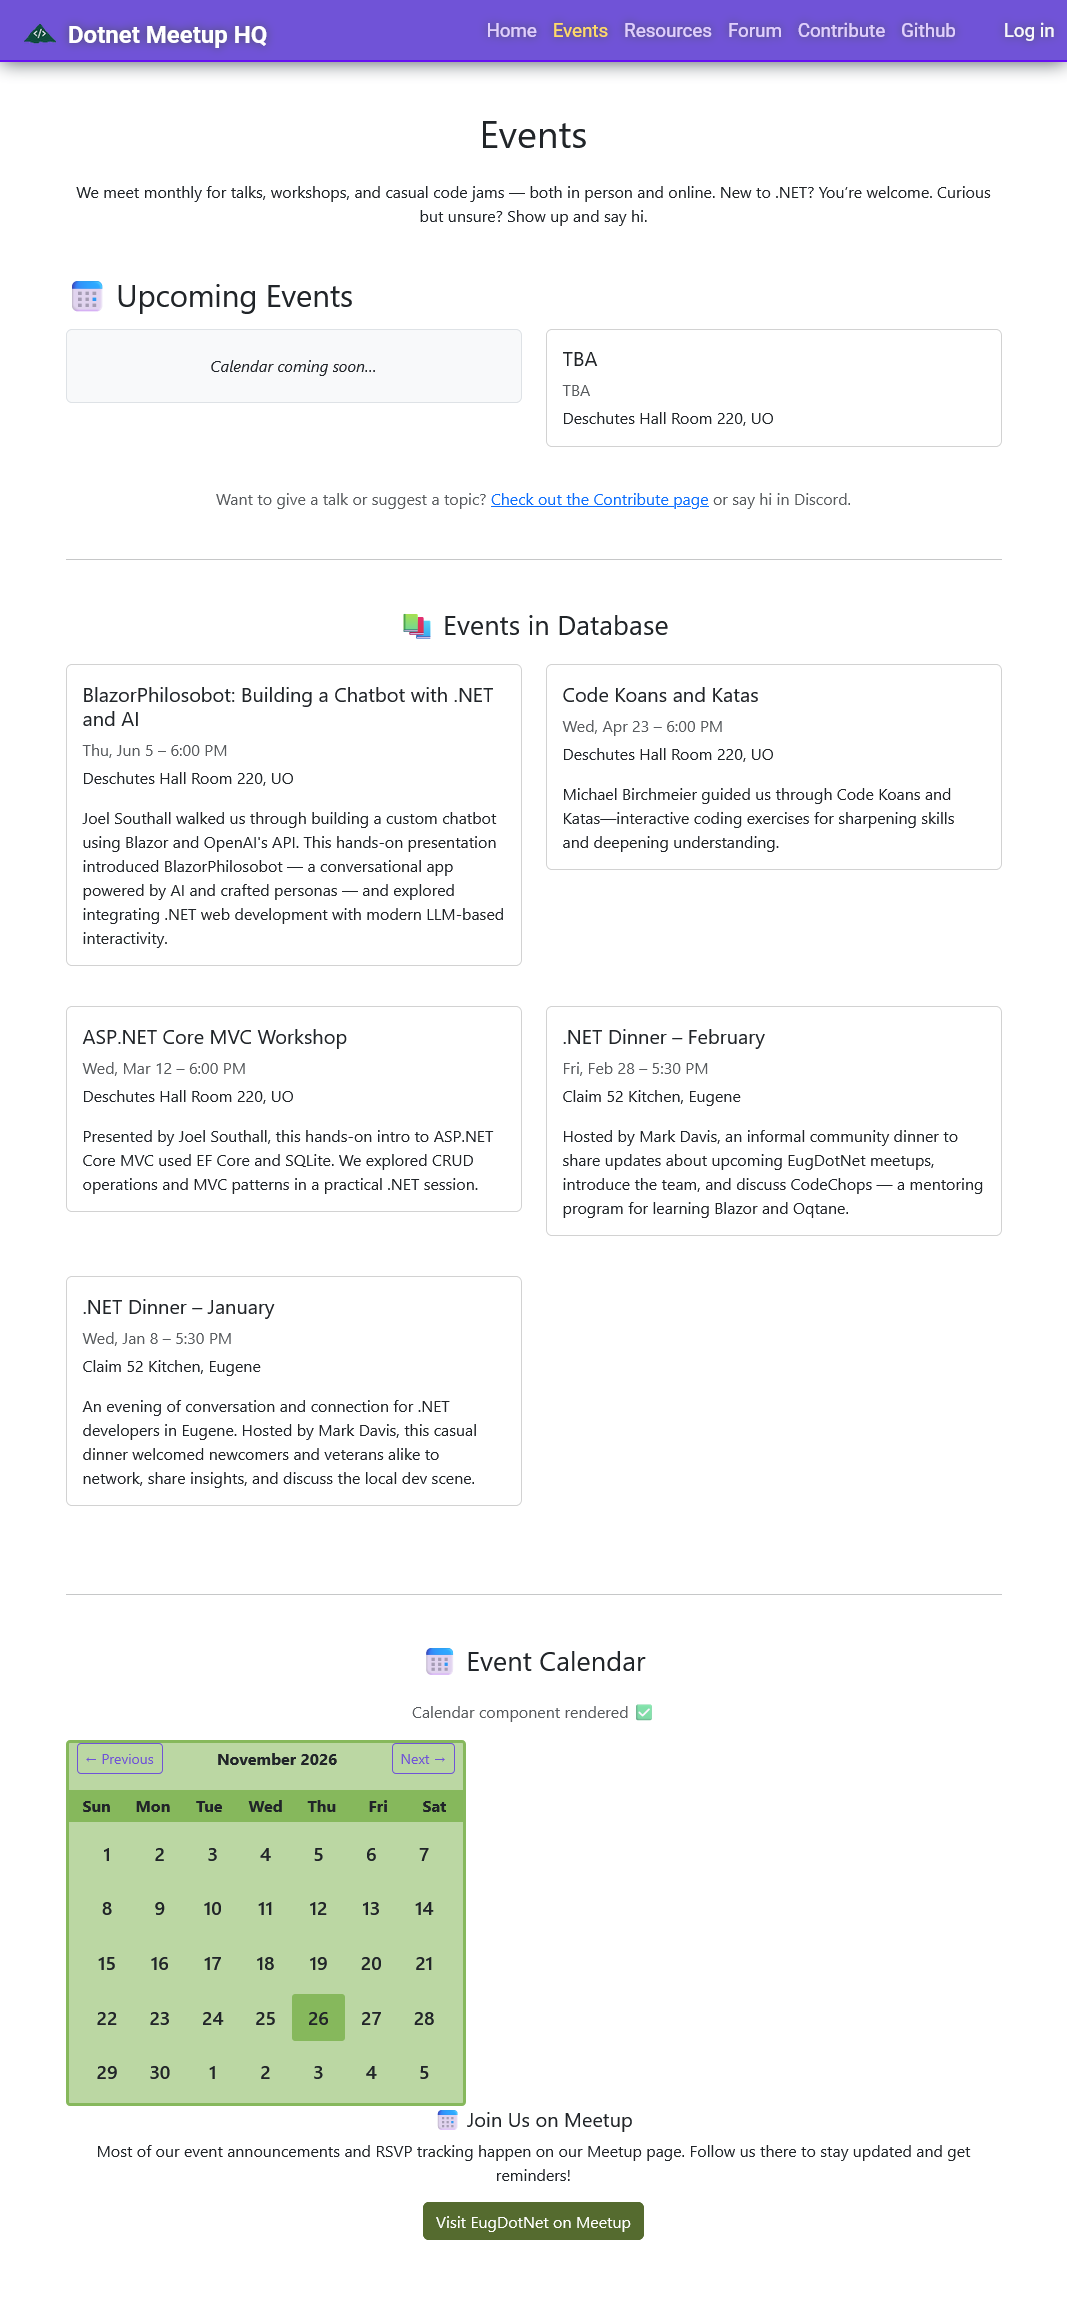 Dotnet Meetup HQ
Home Events Resources Forum Contribute Github Log in
Events
We meet monthly for talks, workshops, and casual code jams — both in person and online. New to .NET? You’re welcome. Curious
but unsure? Show up and say hi.
Upcoming Events
Calendar coming soon...
TBA
TBA
Deschutes Hall Room 220, UO
Want to give a talk or suggest a topic? Check out the Contribute page or say hi in Discord.
Events in Database
BlazorPhilosobot: Building a Chatbot with .NET
and AI
Thu, Jun 5 – 6:00 PM
Deschutes Hall Room 220, UO
Joel Southall walked us through building a custom chatbot
using Blazor and OpenAI's API. This hands-on presentation
introduced BlazorPhilosobot — a conversational app
powered by AI and crafted personas — and explored
integrating .NET web development with modern LLM-based
interactivity.
Code Koans and Katas
Wed, Apr 23 – 6:00 PM
Deschutes Hall Room 220, UO
Michael Birchmeier guided us through Code Koans and
Katas—interactive coding exercises for sharpening skills
and deepening understanding.
ASP.NET Core MVC Workshop
Wed, Mar 12 – 6:00 PM
Deschutes Hall Room 220, UO
Presented by Joel Southall, this hands-on intro to ASP.NET
Core MVC used EF Core and SQLite. We explored CRUD
operations and MVC patterns in a practical .NET session.
.NET Dinner – February
Fri, Feb 28 – 5:30 PM
Claim 52 Kitchen, Eugene
Hosted by Mark Davis, an informal community dinner to
share updates about upcoming EugDotNet meetups,
introduce the team, and discuss CodeChops — a mentoring
program for learning Blazor and Oqtane.
.NET Dinner – January
Wed, Jan 8 – 5:30 PM
Claim 52 Kitchen, Eugene
An evening of conversation and connection for .NET
developers in Eugene. Hosted by Mark Davis, this casual
dinner welcomed newcomers and veterans alike to
network, share insights, and discuss the local dev scene.
Event Calendar
Calendar component rendered ✅
← Previous November 2026 Next →
Sun Mon Tue Wed Thu Fri Sat
1 2 3 4 5 6 7
8 9 10 11 12 13 14
15 16 17 18 19 20 21
22 23 24 25 26 27 28
29 30 1 2 3 4 5
Join Us on Meetup
Most of our event announcements and RSVP tracking happen on our Meetup page. Follow us there to stay updated and get
reminders!
Visit EugDotNet on Meetup